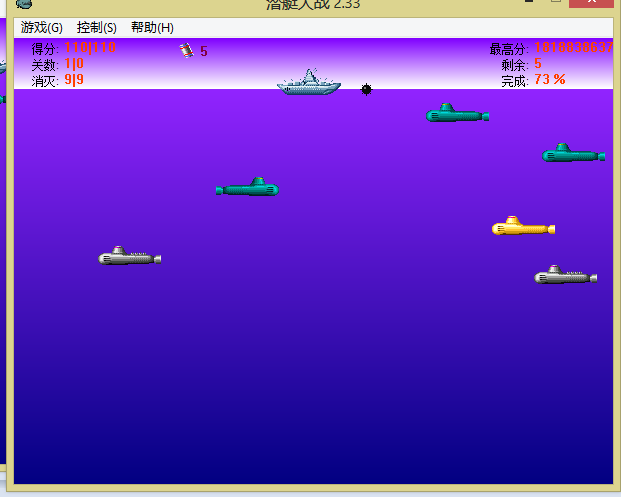 潜艇大战 2.33
游戏(G) 控制(S) 帮助(H)
得分: 110|110
5
最高分: 1818838637
关数: 1|0
剩余: 5
消灭: 9|9
完成: 73 %